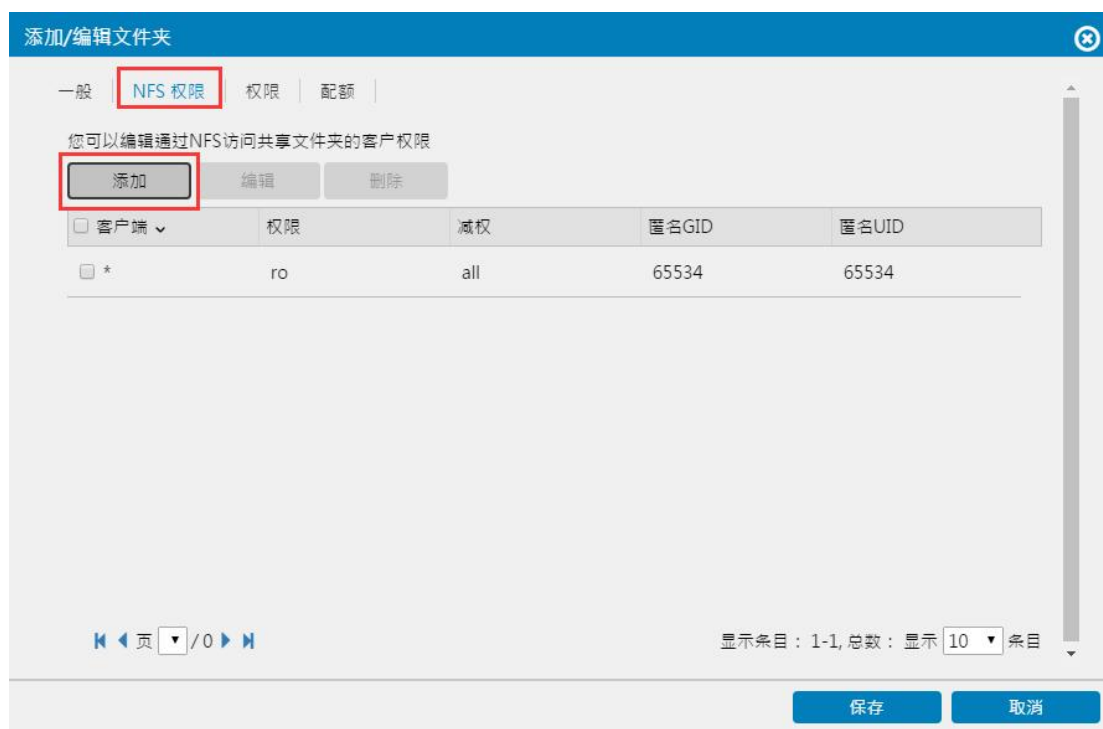 添加/编辑文件夹
一般 NFS 权限 权限 配额
您可以编辑通过NFS访问共享文件夹的客户权限
添加 编辑 删除
客户端 权限 减权 匿名GID 匿名UID
* ro all 65534 65534
页 /0 显示条目：1-1,总数：显示 10 条目
保存 取消